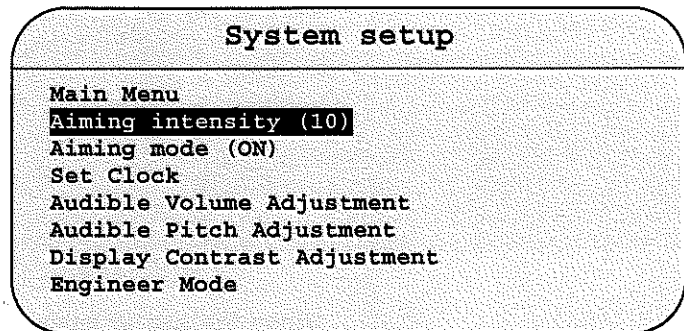 System setup
Main Menu
Aiming intensity (10)
Aiming mode (ON)
Set Clock
Audible Volume Adjustment
Audible Pitch Adjustment
Display Contrast Adjustment
Engineer Mode